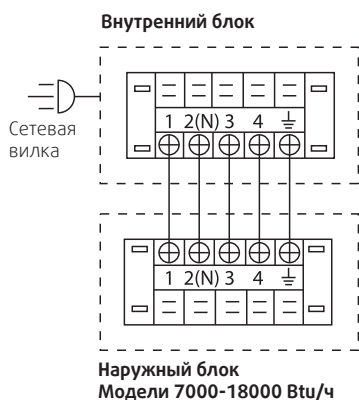 Внутренний блок
1 2(N) 3 4 ⏚
Сетевая
вилка
1 2(N) 3 4 ⏚
Наружный блок
Модели 7000-18000 Btu/ч